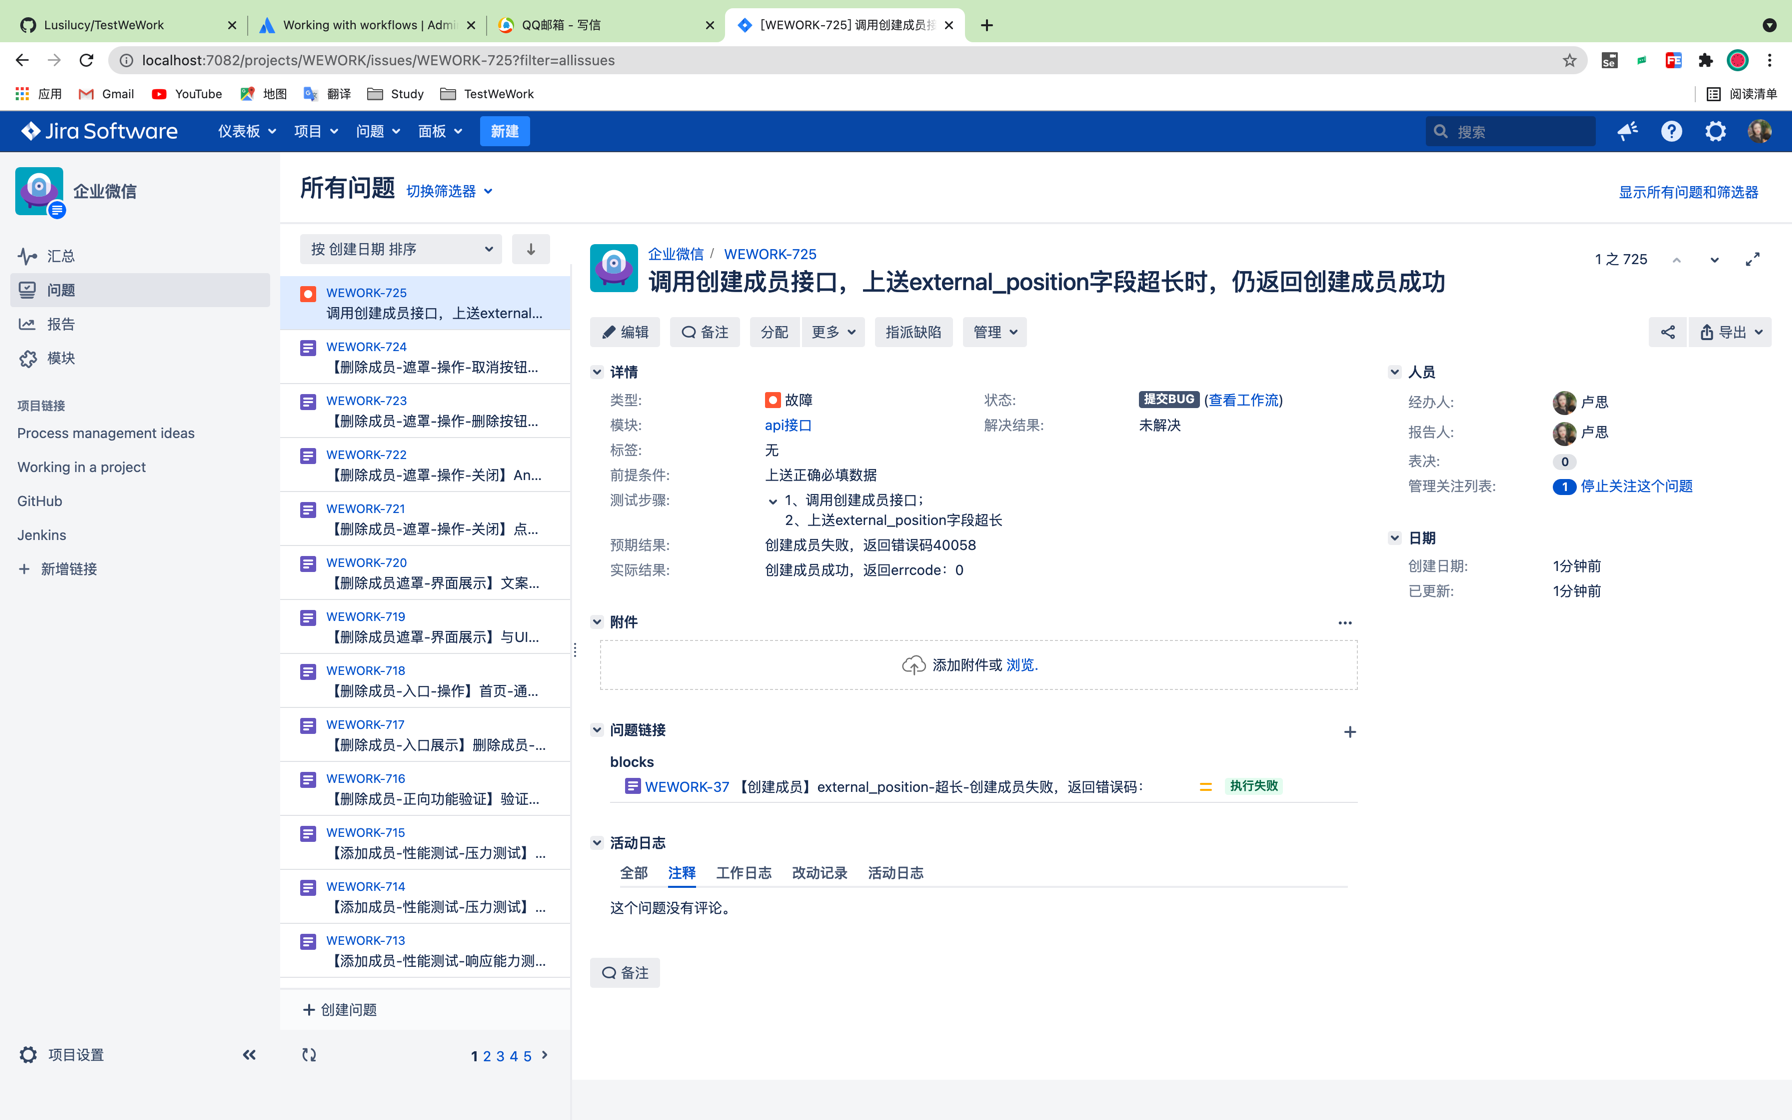 Lusilucy/TestWeWork
Working with workflows | Admi
QQ邮箱 - 写信
[WEWORK-725] 调用创建成员接
localhost:7082/projects/WEWORK/issues/WEWORK-725?filter=allissues
应用
Gmail
YouTube
地图
翻译
Study
TestWeWork
阅读清单
Jira Software
仪表板
项目
问题
面板
新建
搜索
企业微信
所有问题
切换筛选器
显示所有问题和筛选器
汇总
问题
报告
模块
项目链接
Process management ideas
Working in a project
GitHub
Jenkins
新增链接
项目设置
按 创建日期 排序
WEWORK-725
调用创建成员接口，上送external...
WEWORK-724
【删除成员-遮罩-操作-取消按钮...
WEWORK-723
【删除成员-遮罩-操作-删除按钮...
WEWORK-722
【删除成员-遮罩-操作-关闭】An...
WEWORK-721
【删除成员-遮罩-操作-关闭】点...
WEWORK-720
【删除成员遮罩-界面展示】文案...
WEWORK-719
【删除成员遮罩-界面展示】与UI...
WEWORK-718
【删除成员-入口-操作】首页-通...
WEWORK-717
【删除成员-入口展示】删除成员-...
WEWORK-716
【删除成员-正向功能验证】验证...
WEWORK-715
【添加成员-性能测试-压力测试】...
WEWORK-714
【添加成员-性能测试-压力测试】...
WEWORK-713
【添加成员-性能测试-响应能力测...
创建问题
1 2 3 4 5
企业微信 / WEWORK-725
调用创建成员接口，上送external_position字段超长时，仍返回创建成员成功
1 之 725
编辑
备注
分配
更多
指派缺陷
管理
导出
详情
类型: 故障
状态: 提交BUG (查看工作流)
模块: api接口
解决结果: 未解决
标签: 无
前提条件: 上送正确必填数据
测试步骤: 1、调用创建成员接口；
2、上送external_position字段超长
预期结果: 创建成员失败，返回错误码40058
实际结果: 创建成员成功，返回errcode：0
附件
添加附件或 浏览.
问题链接
blocks
WEWORK-37 【创建成员】external_position-超长-创建成员失败，返回错误码： 执行失败
活动日志
全部
注释
工作日志
改动记录
活动日志
这个问题没有评论。
备注
人员
经办人: 卢思
报告人: 卢思
表决: 0
管理关注列表: 1 停止关注这个问题
日期
创建日期: 1分钟前
已更新: 1分钟前